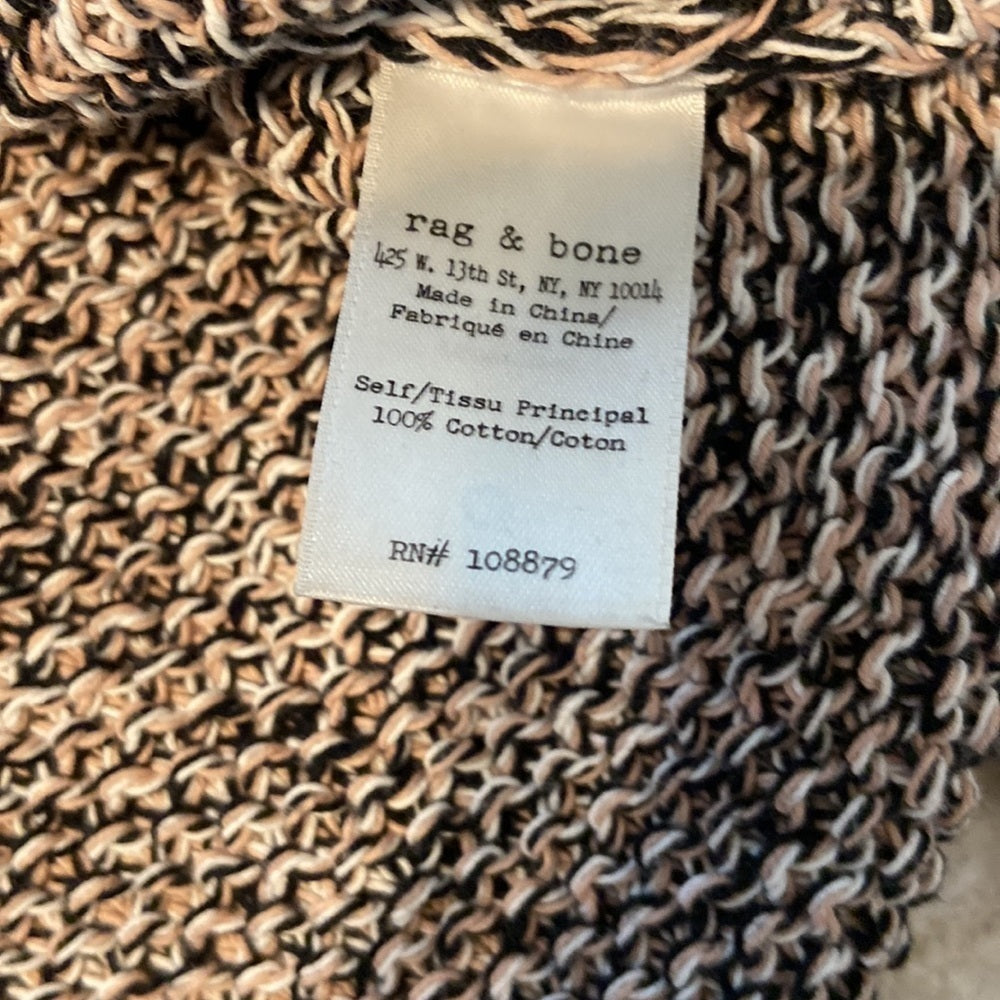 rag & bone
425 W. 13th St, NY, NY 10014
Made in China/
Fabriqué en Chine
Self/Tissu Principal
100% Cotton/Coton
RN# 108879